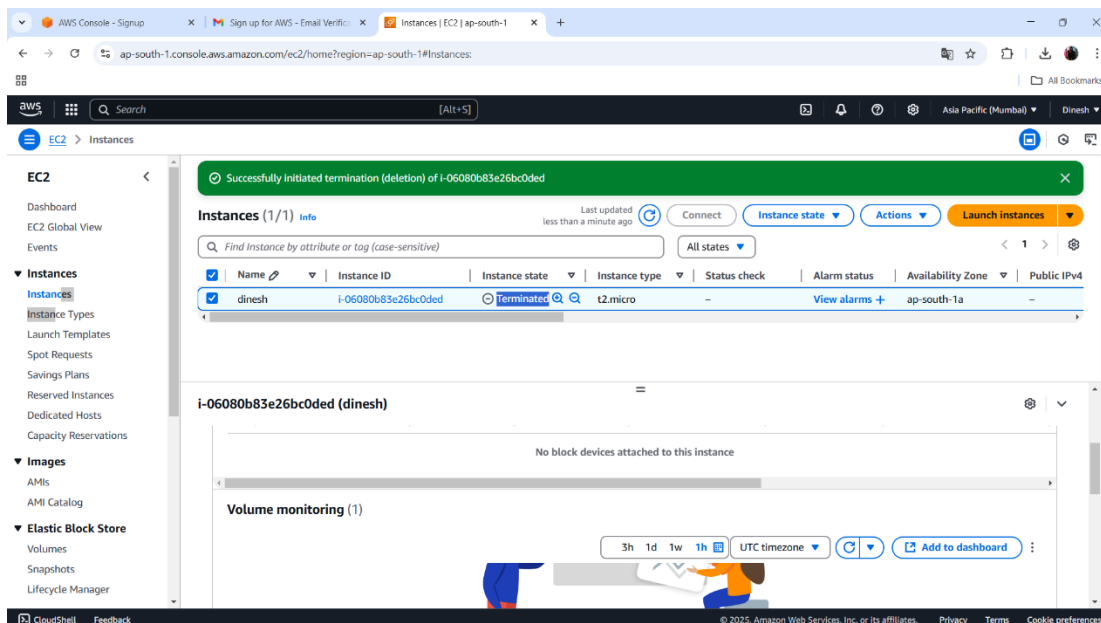 AWS Console - Signup
Sign up for AWS - Email Verific
Instances | EC2 | ap-south-1
ap-south-1.console.aws.amazon.com/ec2/home?region=ap-south-1#Instances:
All Bookmarks
aws
Search
[Alt+S]
Asia Pacific (Mumbai)
Dinesh
EC2 > Instances
EC2
Dashboard
EC2 Global View
Events
Instances
Instances
Instance Types
Launch Templates
Spot Requests
Savings Plans
Reserved Instances
Dedicated Hosts
Capacity Reservations
Images
AMIs
AMI Catalog
Elastic Block Store
Volumes
Snapshots
Lifecycle Manager
Successfully initiated termination (deletion) of i-06080b83e26bc0ded
Instances (1/1) Info
Last updated
less than a minute ago
Connect
Instance state
Actions
Launch instances
Find Instance by attribute or tag (case-sensitive)
All states
1
Name Instance ID Instance state Instance type Status check Alarm status Availability Zone Public IPv4
dinesh i-06080b83e26bc0ded Terminated t2.micro – View alarms + ap-south-1a –
i-06080b83e26bc0ded (dinesh)
No block devices attached to this instance
Volume monitoring (1)
3h 1d 1w 1h
UTC timezone
Add to dashboard
CloudShell Feedback
© 2025, Amazon Web Services, Inc. or its affiliates. Privacy Terms Cookie preferences